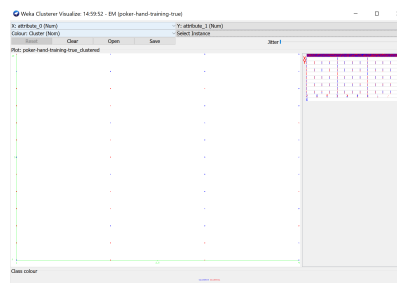 Weka Clusterer Visualize: 14:59:52 - EM (poker-hand-training-true)
X: attribute_0 (Num)
Y: attribute_1 (Num)
Colour: Cluster (Nom)
Select Instance
Reset
Clear
Open
Save
Jitter
Plot: poker-hand-training-true_clustered
Class colour